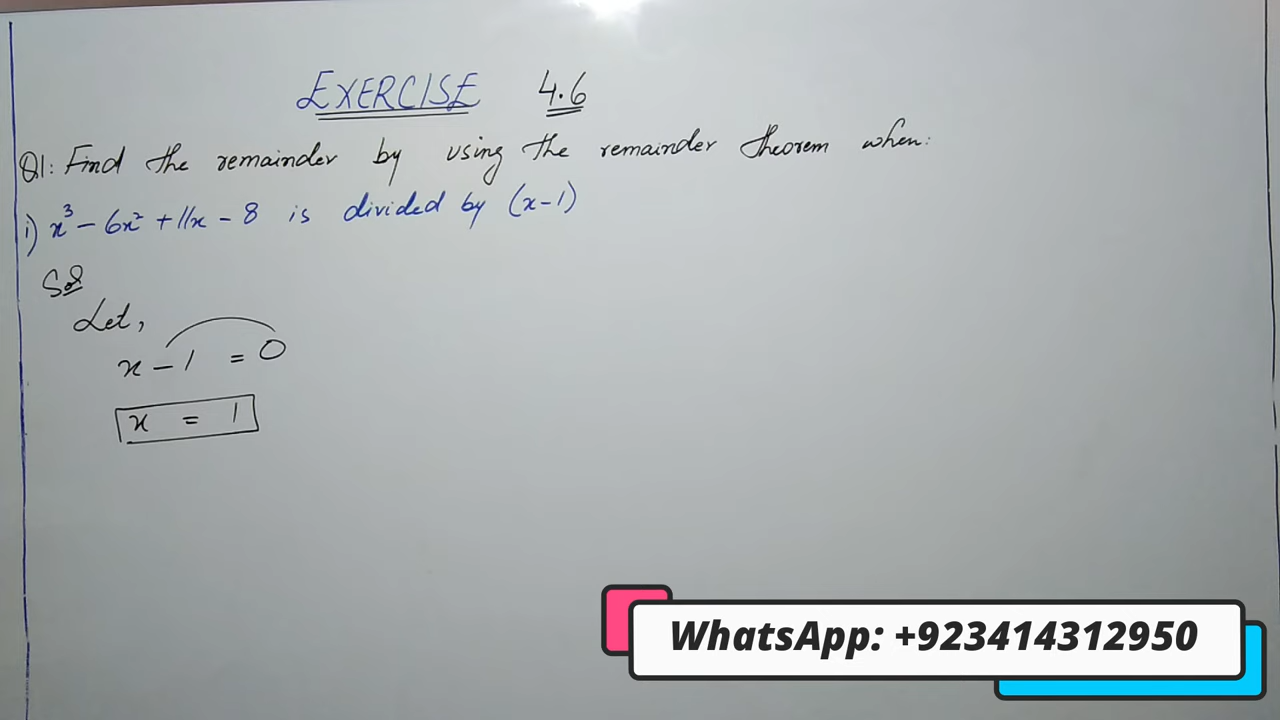 EXERCISE 4.6
Q1: Find the remainder by using the remainder theorem when:
i) x³ - 6x² + 11x - 8 is divided by (x-1)
Sol
Let,
x - 1 = 0
x = 1
WhatsApp: +923414312950